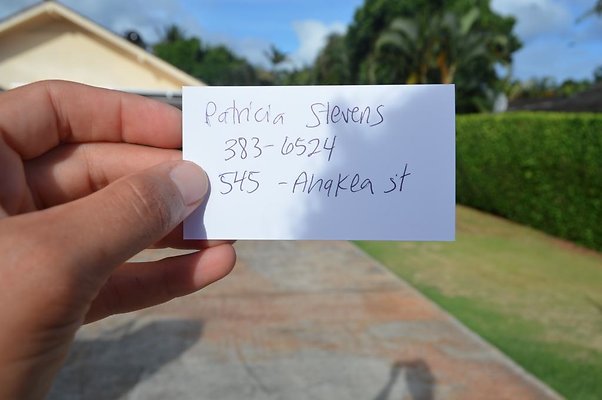 Patricia Stevens
383-6524
545 - Anakea st